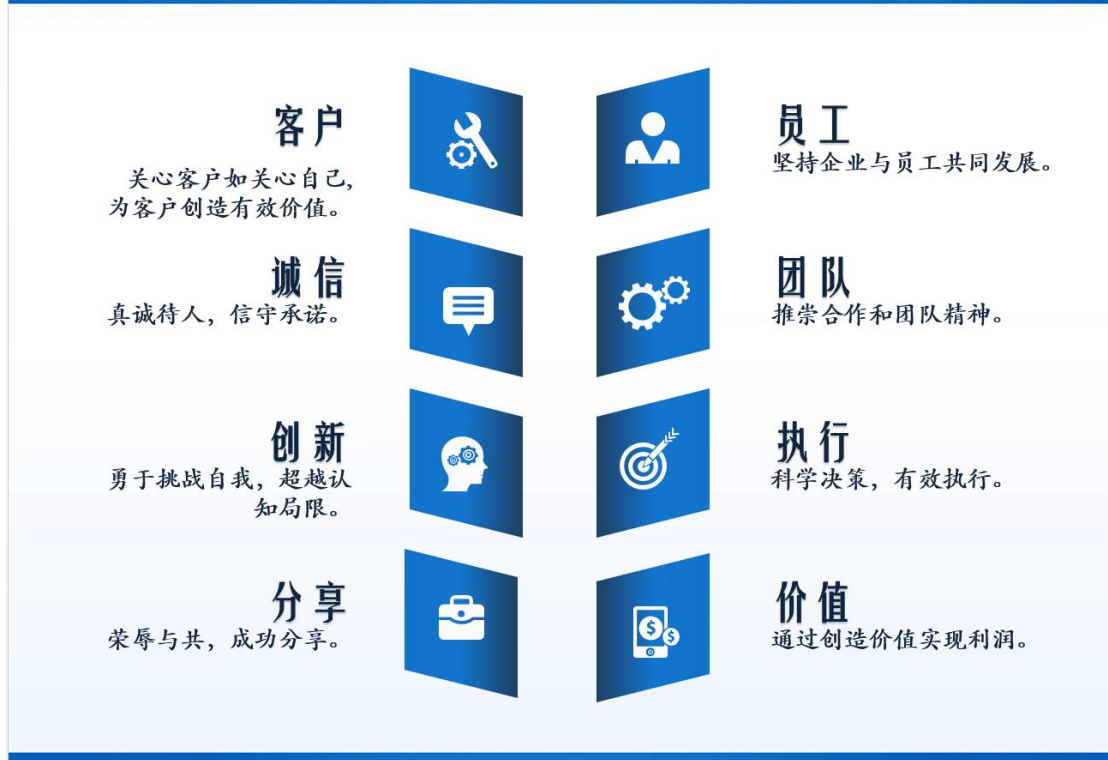 客户
关心客户如关心自己,
为客户创造有效价值。
员工
坚持企业与员工共同发展。
诚信
真诚待人，信守承诺。
团队
推崇合作和团队精神。
创新
勇于挑战自我，超越认
知局限。
执行
科学决策，有效执行。
分享
荣辱与共，成功分享。
价值
通过创造价值实现利润。